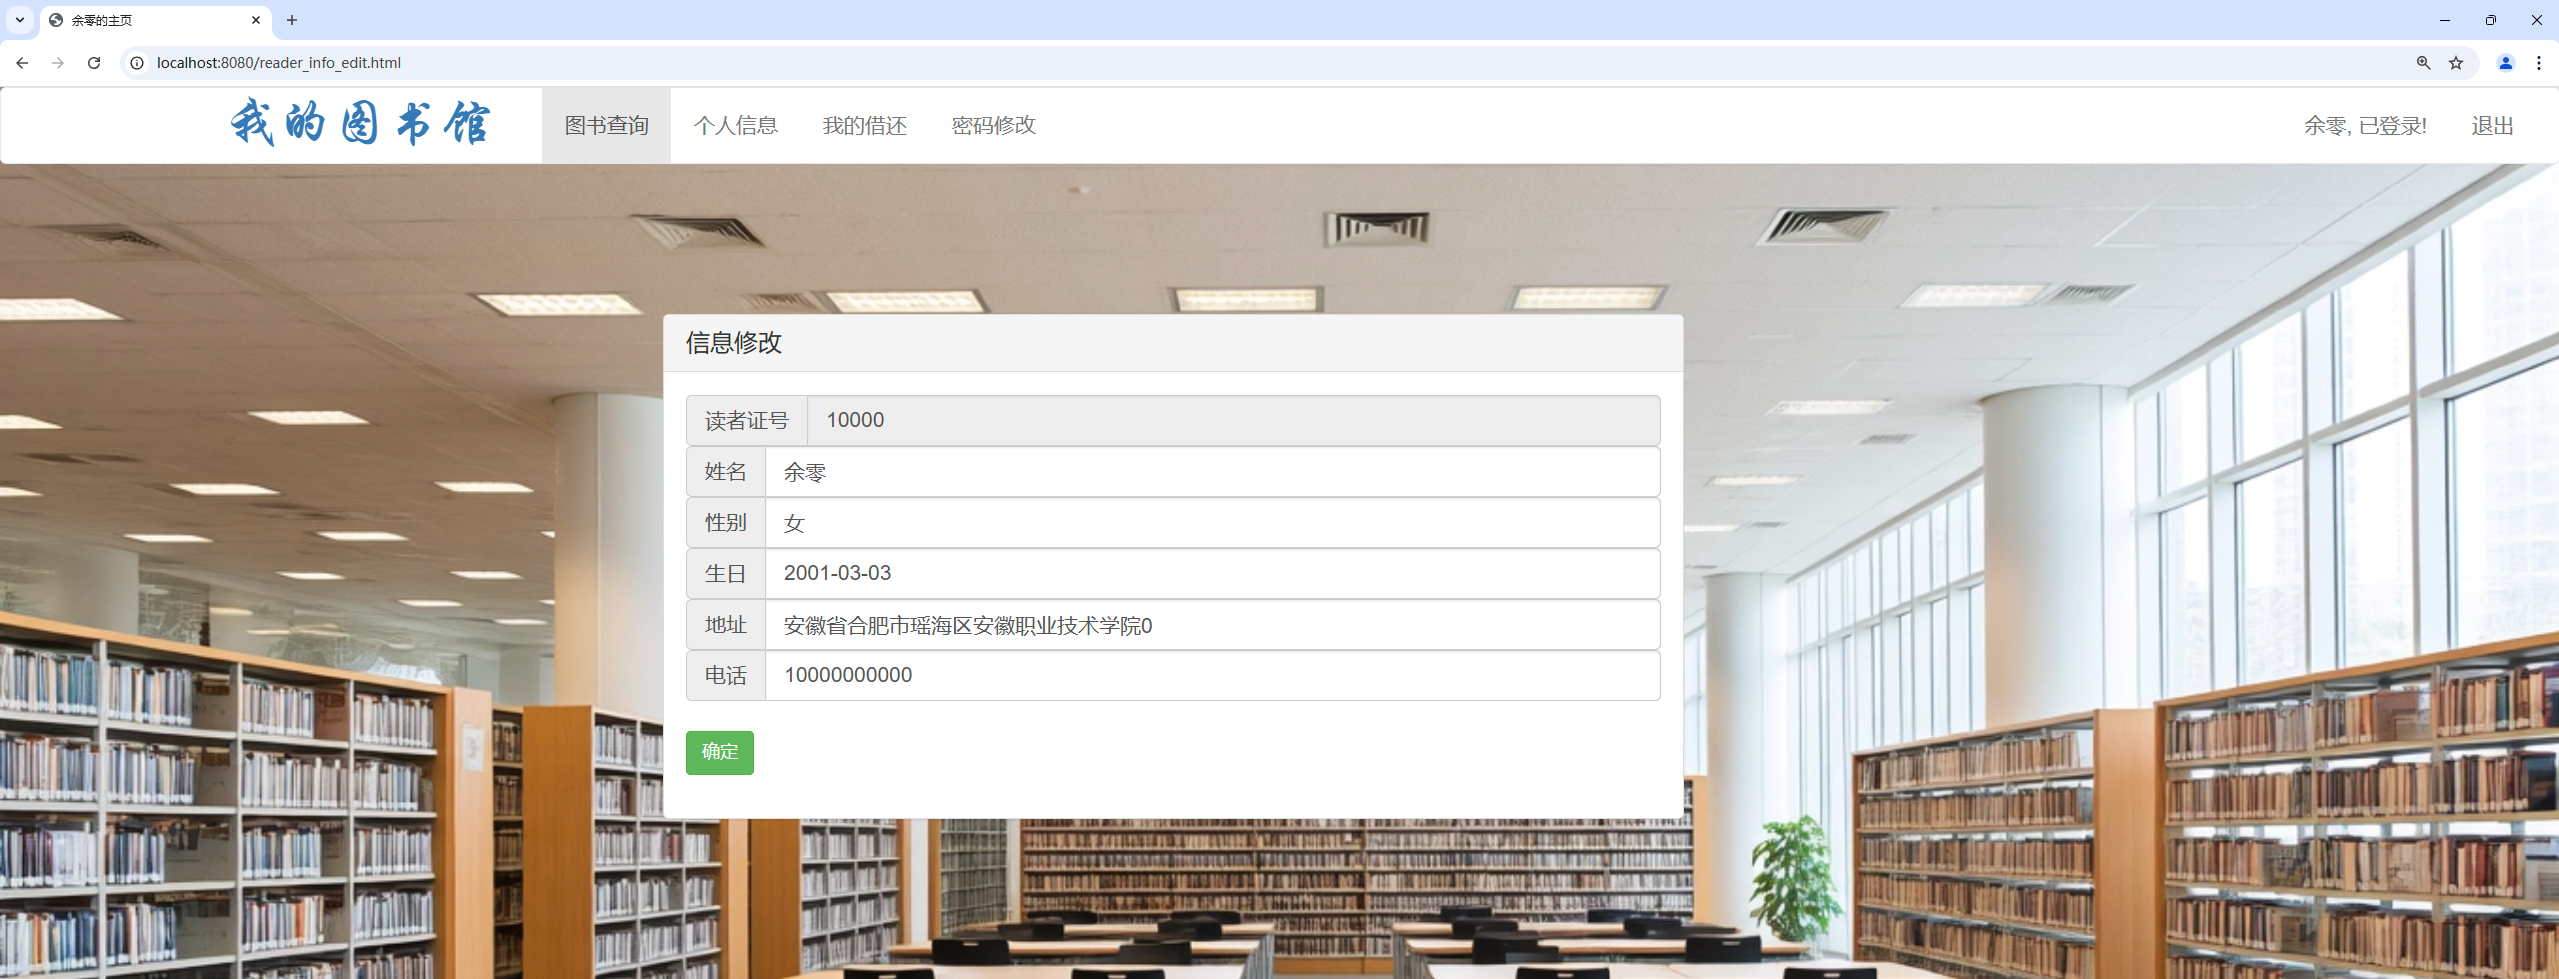 余零的主页
localhost:8080/reader_info_edit.html
我的图书馆 图书查询 个人信息 我的借还 密码修改 余零, 已登录! 退出
信息修改
读者证号 10000
姓名 余零
性别 女
生日 2001-03-03
地址 安徽省合肥市瑶海区安徽职业技术学院0
电话 10000000000
确定